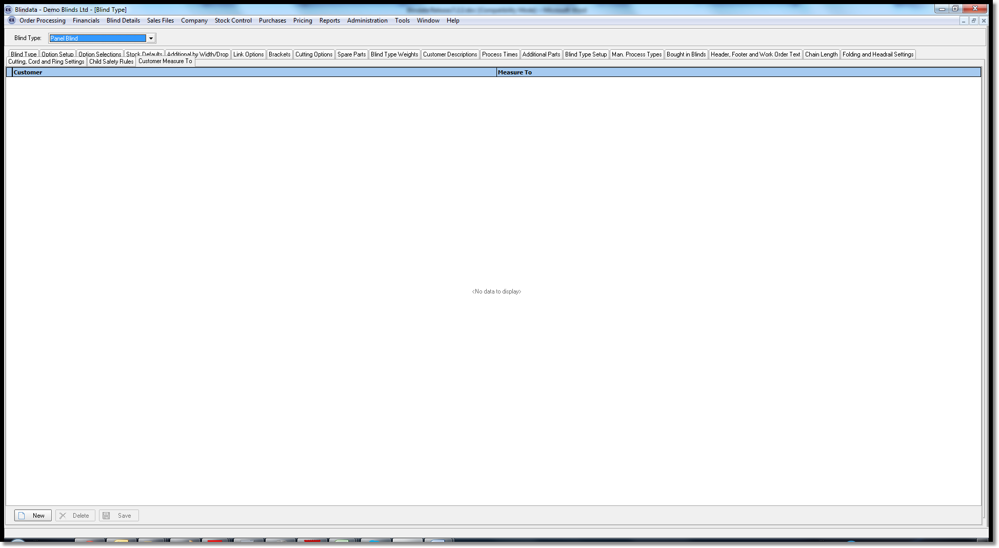 Blindata - Demo Blinds Ltd - [Blind Type]
Order Processing Financials Blind Details Sales Files Company Stock Control Purchases Pricing Reports Administration Tools Window Help
Blind Type: Panel Blind
Blind Type Option Setup Option Selections Stock Defaults Additional by Width/Drop Link Options Brackets Cutting Options Spare Parts Blind Type Weights Customer Descriptions Process Times Additional Parts Blind Type Setup Man. Process Types Bought in Blinds Header, Footer and Work Order Text Chain Length Folding and Headrail Settings
Cutting, Cord and Ring Settings Child Safety Rules Customer Measure To
Customer Measure To
<No data to display>
New Delete Save